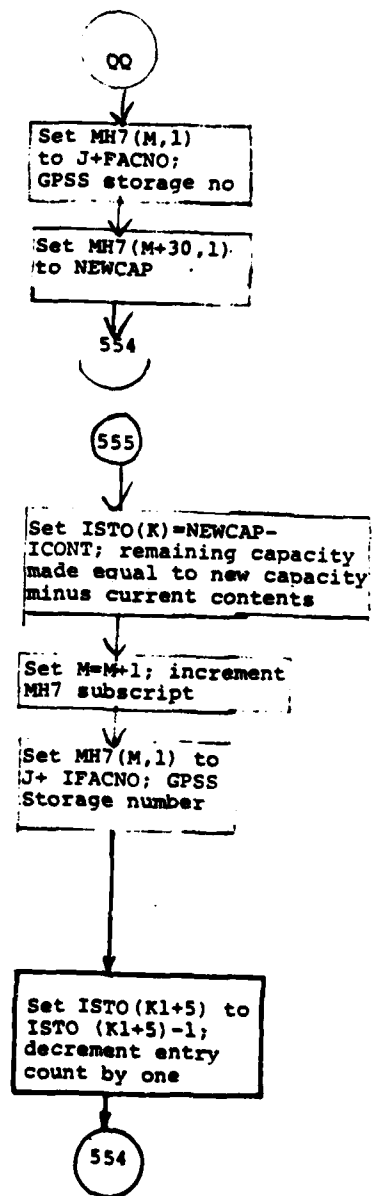 QQ
Set MH7(M,1)
to J+FACNO;
GPSS storage no
Set MH7(M+30,1)
to NEWCAP
554
555
Set ISTO(K)=NEWCAP-
ICONT; remaining capacity
made equal to new capacity
minus current contents
Set M=M+1; increment
MH7 subscript
Set MH7(M,1) to
J+ IFACNO; GPSS
Storage number
Set ISTO(K1+5) to
ISTO (K1+5)-1;
decrement entry
count by one
554